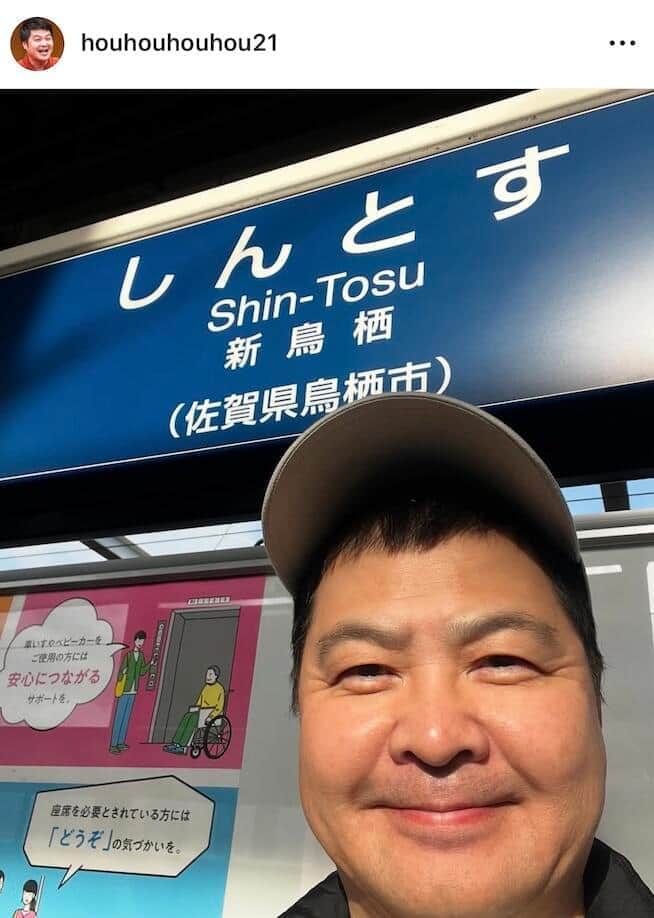 houhouhouhou21
しんとす
Shin-Tosu
新鳥栖
(佐賀県鳥栖市)
車いすやベビーカーを
ご使用の方には
安心につながる
サポートを。
座席を必要とされている方には
「どうぞ」の気づかいを。